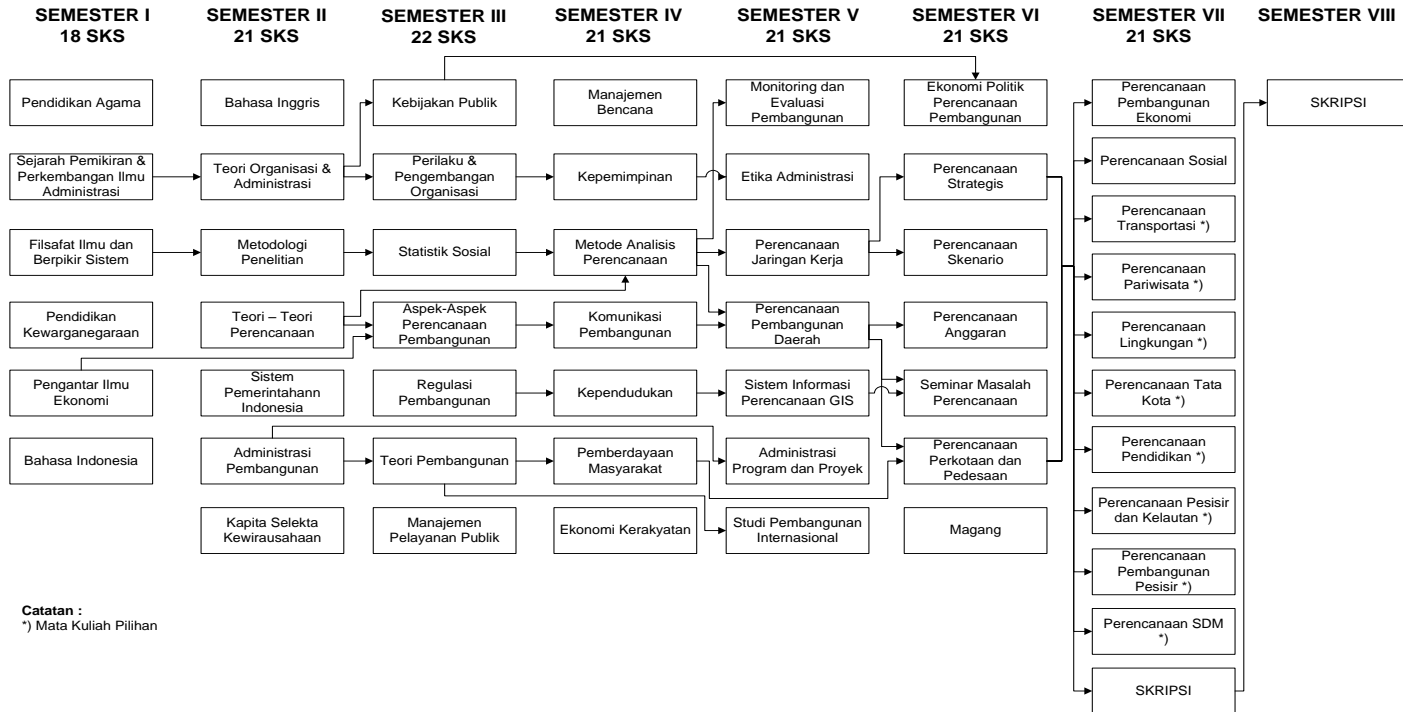 SEMESTER I
18 SKS
SEMESTER II
21 SKS
SEMESTER III
22 SKS
SEMESTER IV
21 SKS
SEMESTER V
21 SKS
SEMESTER VI
21 SKS
SEMESTER VII
21 SKS
SEMESTER VIII
Pendidikan Agama
Sejarah Pemikiran &
Perkembangan Ilmu
Administrasi
Filsafat Ilmu dan
Berpikir Sistem
Pendidikan
Kewarganegaraan
Pengantar Ilmu
Ekonomi
Bahasa Indonesia
Bahasa Inggris
Teori Organisasi &
Administrasi
Metodologi
Penelitian
Teori – Teori
Perencanaan
Sistem
Pemerintahann
Indonesia
Administrasi
Pembangunan
Kapita Selekta
Kewirausahaan
Kebijakan Publik
Perilaku &
Pengembangan
Organisasi
Statistik Sosial
Aspek-Aspek
Perencanaan
Pembangunan
Regulasi
Pembangunan
Teori Pembangunan
Manajemen
Pelayanan Publik
Manajemen
Bencana
Kepemimpinan
Metode Analisis
Perencanaan
Komunikasi
Pembangunan
Kependudukan
Pemberdayaan
Masyarakat
Ekonomi Kerakyatan
Monitoring dan
Evaluasi
Pembangunan
Etika Administrasi
Perencanaan
Jaringan Kerja
Perencanaan
Pembangunan
Daerah
Sistem Informasi
Perencanaan GIS
Administrasi
Program dan Proyek
Studi Pembangunan
Internasional
Ekonomi Politik
Perencanaan
Pembangunan
Perencanaan
Strategis
Perencanaan
Skenario
Perencanaan
Anggaran
Seminar Masalah
Perencanaan
Perencanaan
Perkotaan dan
Pedesaan
Magang
Perencanaan
Pembangunan
Ekonomi
Perencanaan Sosial
Perencanaan
Transportasi *)
Perencanaan
Pariwisata *)
Perencanaan
Lingkungan *)
Perencanaan Tata
Kota *)
Perencanaan
Pendidikan *)
Perencanaan Pesisir
dan Kelautan *)
Perencanaan
Pembangunan
Pesisir *)
Perencanaan SDM
*)
SKRIPSI
SKRIPSI
Catatan :
*) Mata Kuliah Pilihan